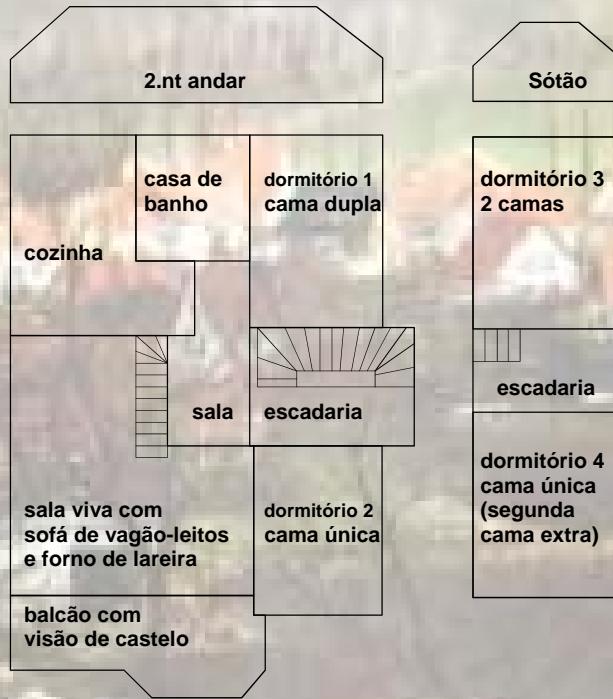 2.nt andar
Sótão
casa de
banho
dormitório 1
cama dupla
dormitório 3
2 camas
cozinha
sala
escadaria
escadaria
sala viva com
sofá de vagão-leitos
e forno de lareira
dormitório 2
cama única
dormitório 4
cama única
(segunda
cama extra)
balcão com
visão de castelo